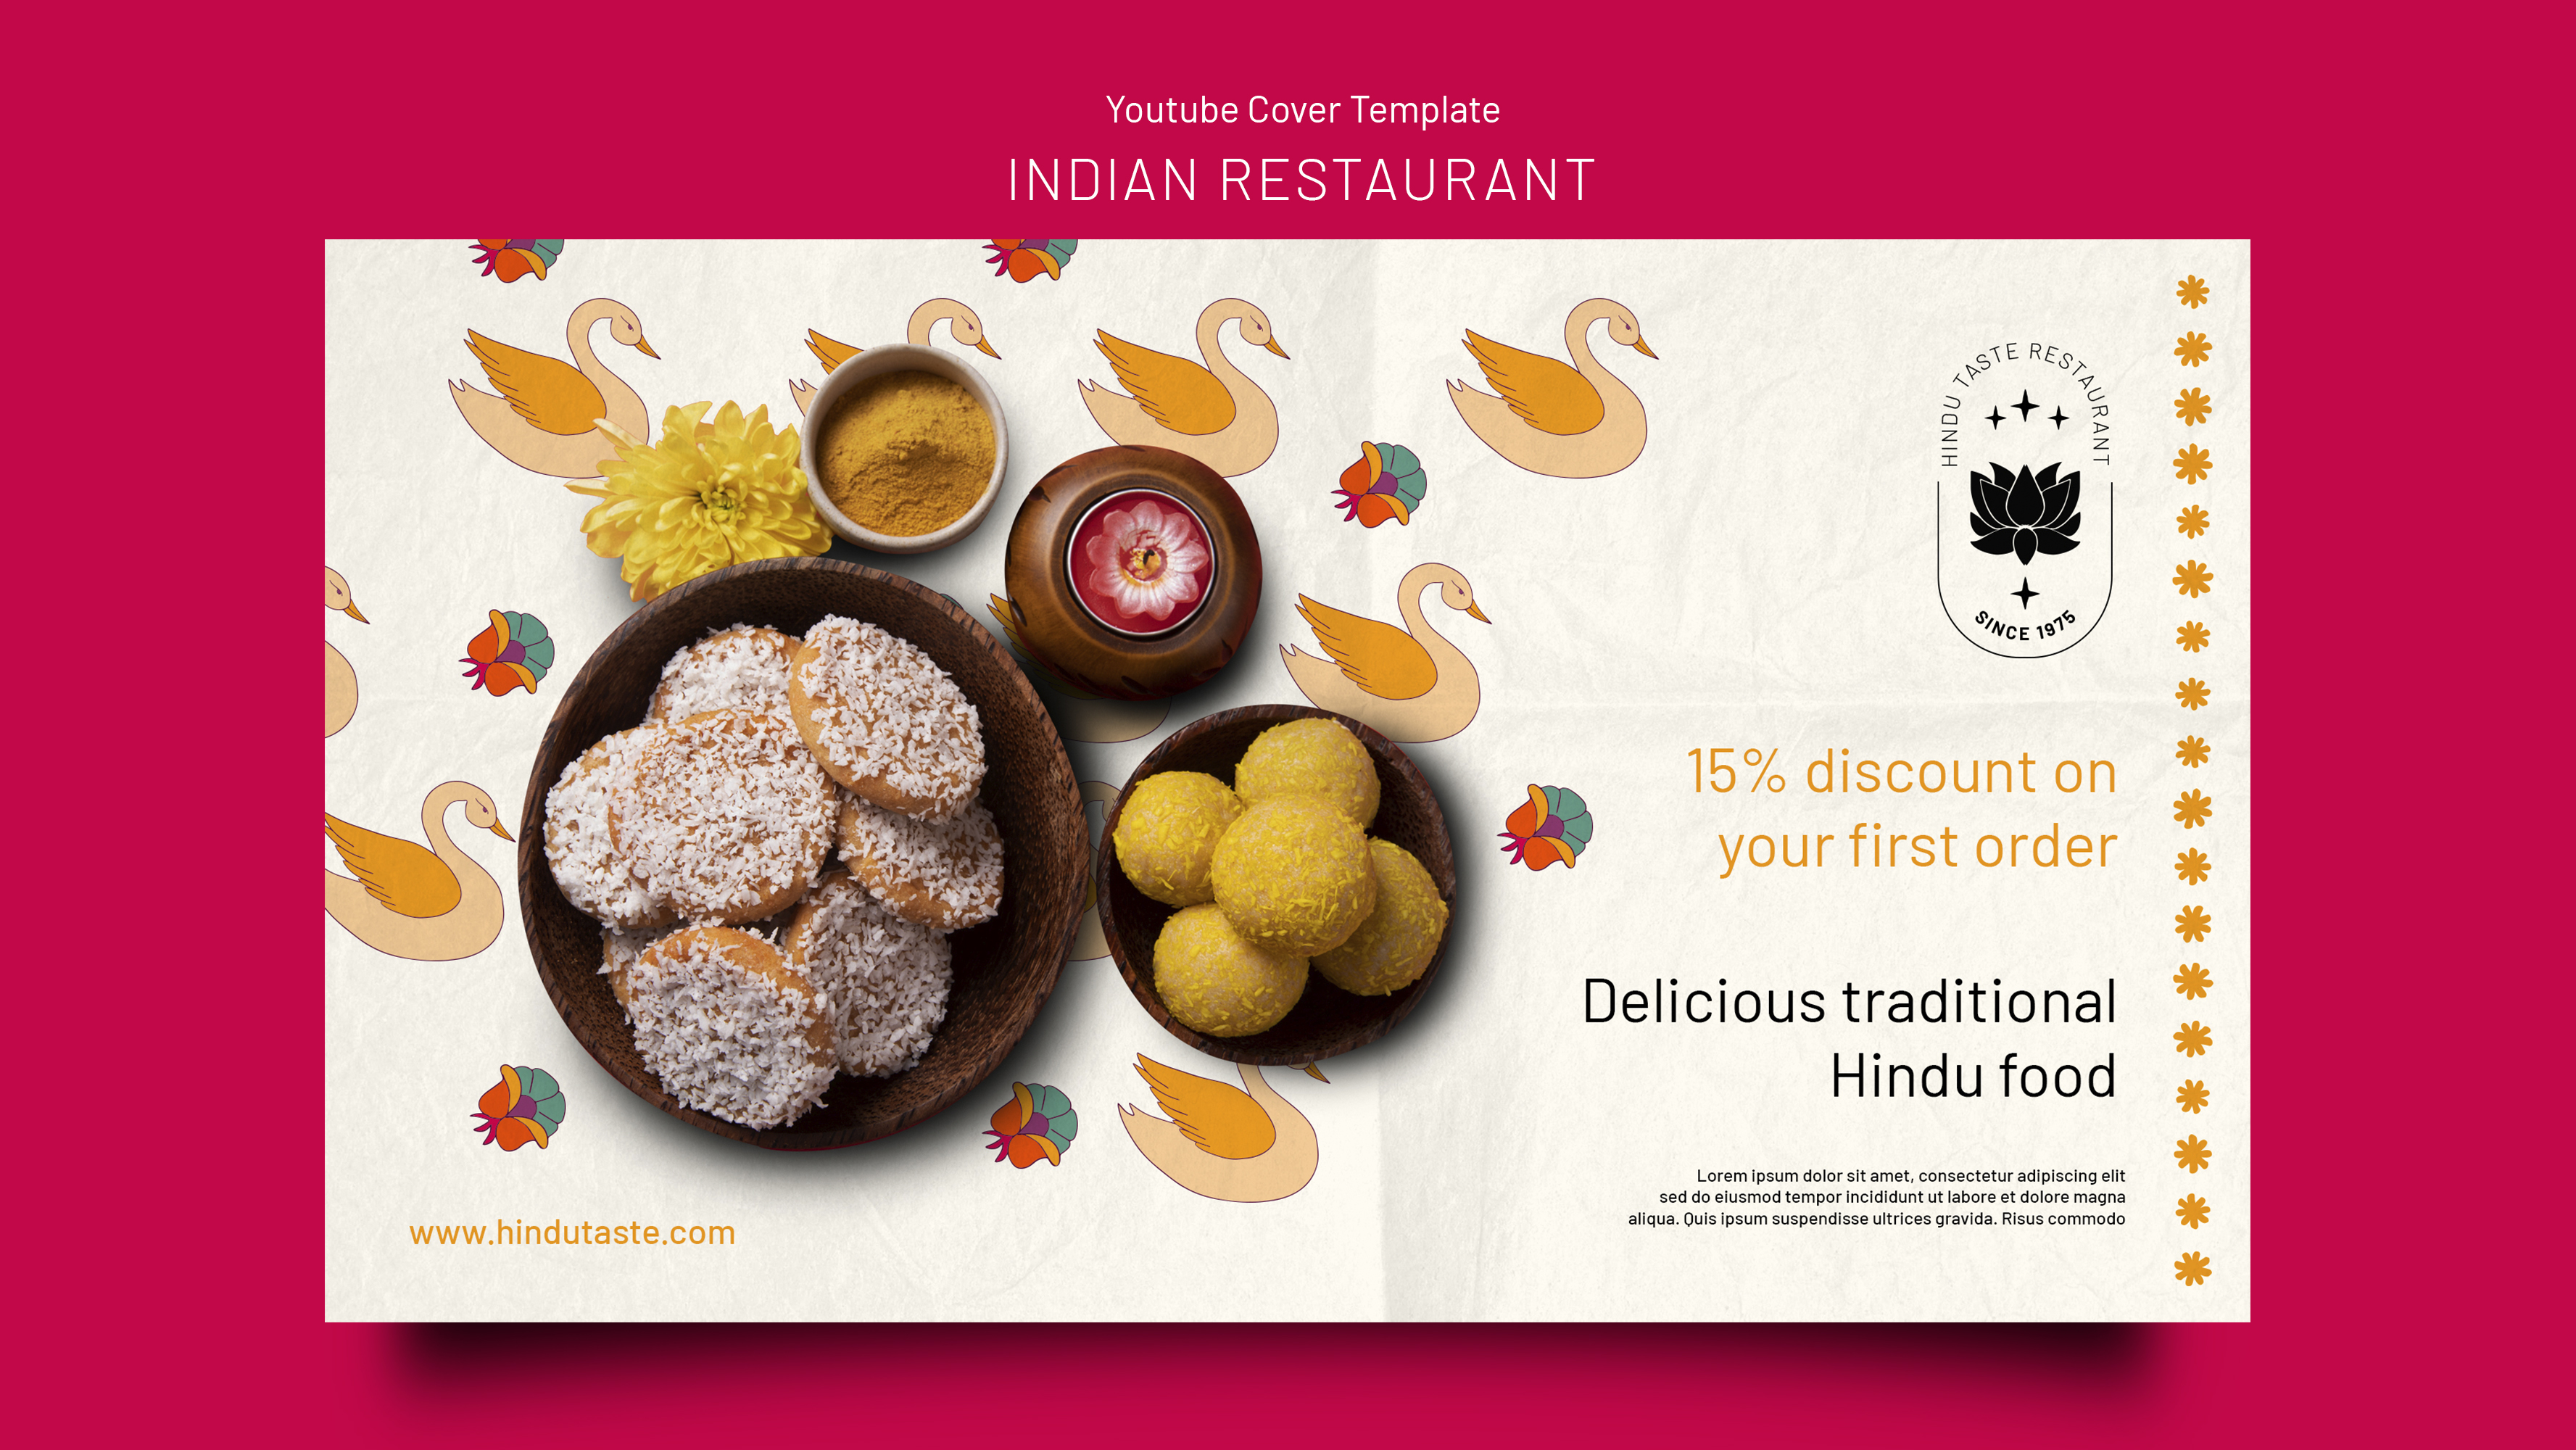 Youtube Cover Template
INDIAN RESTAURANT
HINDU TASTE RESTAURANT
SINCE 1975
15% discount on
your first order
Delicious traditional
Hindu food
Lorem ipsum dolor sit amet, consectetur adipiscing elit
sed do eiusmod tempor incididunt ut labore et dolore magna
aliqua. Quis ipsum suspendisse ultrices gravida. Risus commodo
www.hindutaste.com